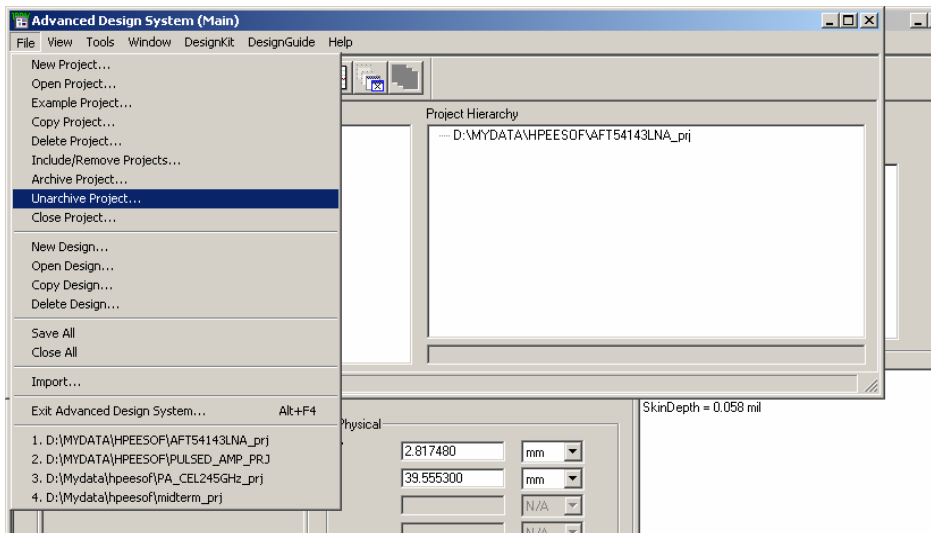 Advanced Design System (Main)
File View Tools Window DesignKit DesignGuide Help
New Project...
Open Project...
Example Project...
Copy Project...
Delete Project...
Include/Remove Projects...
Archive Project...
Unarchive Project...
Close Project...
New Design...
Open Design...
Copy Design...
Delete Design...
Save All
Close All
Import...
Exit Advanced Design System... Alt+F4
1. D:\MYDATA\HPEESOF\AFT54143LNA_prj
2. D:\MYDATA\HPEESOF\PULSED_AMP_PRJ
3. D:\Mydata\hpeesof\PA_CEL245GHz_prj
4. D:\Mydata\hpeesof\midterm_prj
Project Hierarchy
D:\MYDATA\HPEESOF\AFT54143LNA_prj
SkinDepth = 0.058 mil
Physical
2.817480 mm
39.555300 mm
N/A
N/A